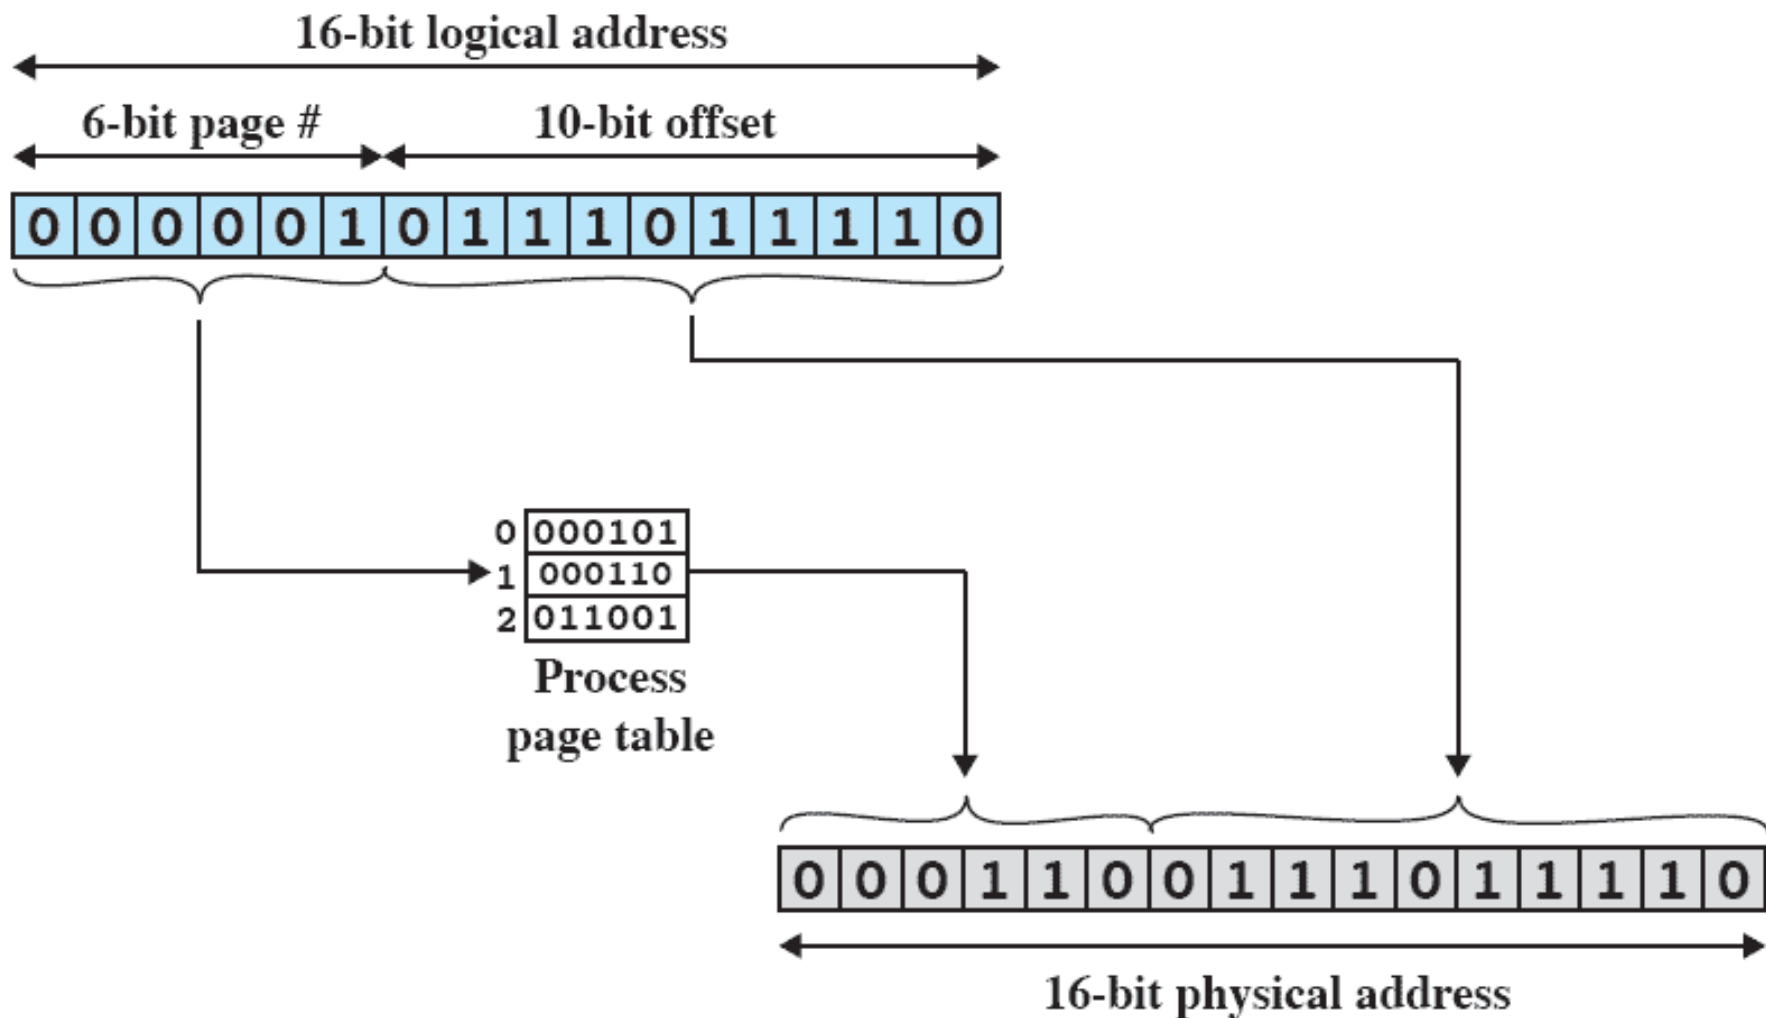 16-bit logical address
6-bit page # 10-bit offset
0 0 0 0 0 1 0 1 1 1 0 1 1 1 1 0
0 000101
1 000110
2 011001
Process
page table
0 0 0 1 1 0 0 1 1 1 0 1 1 1 1 0
16-bit physical address